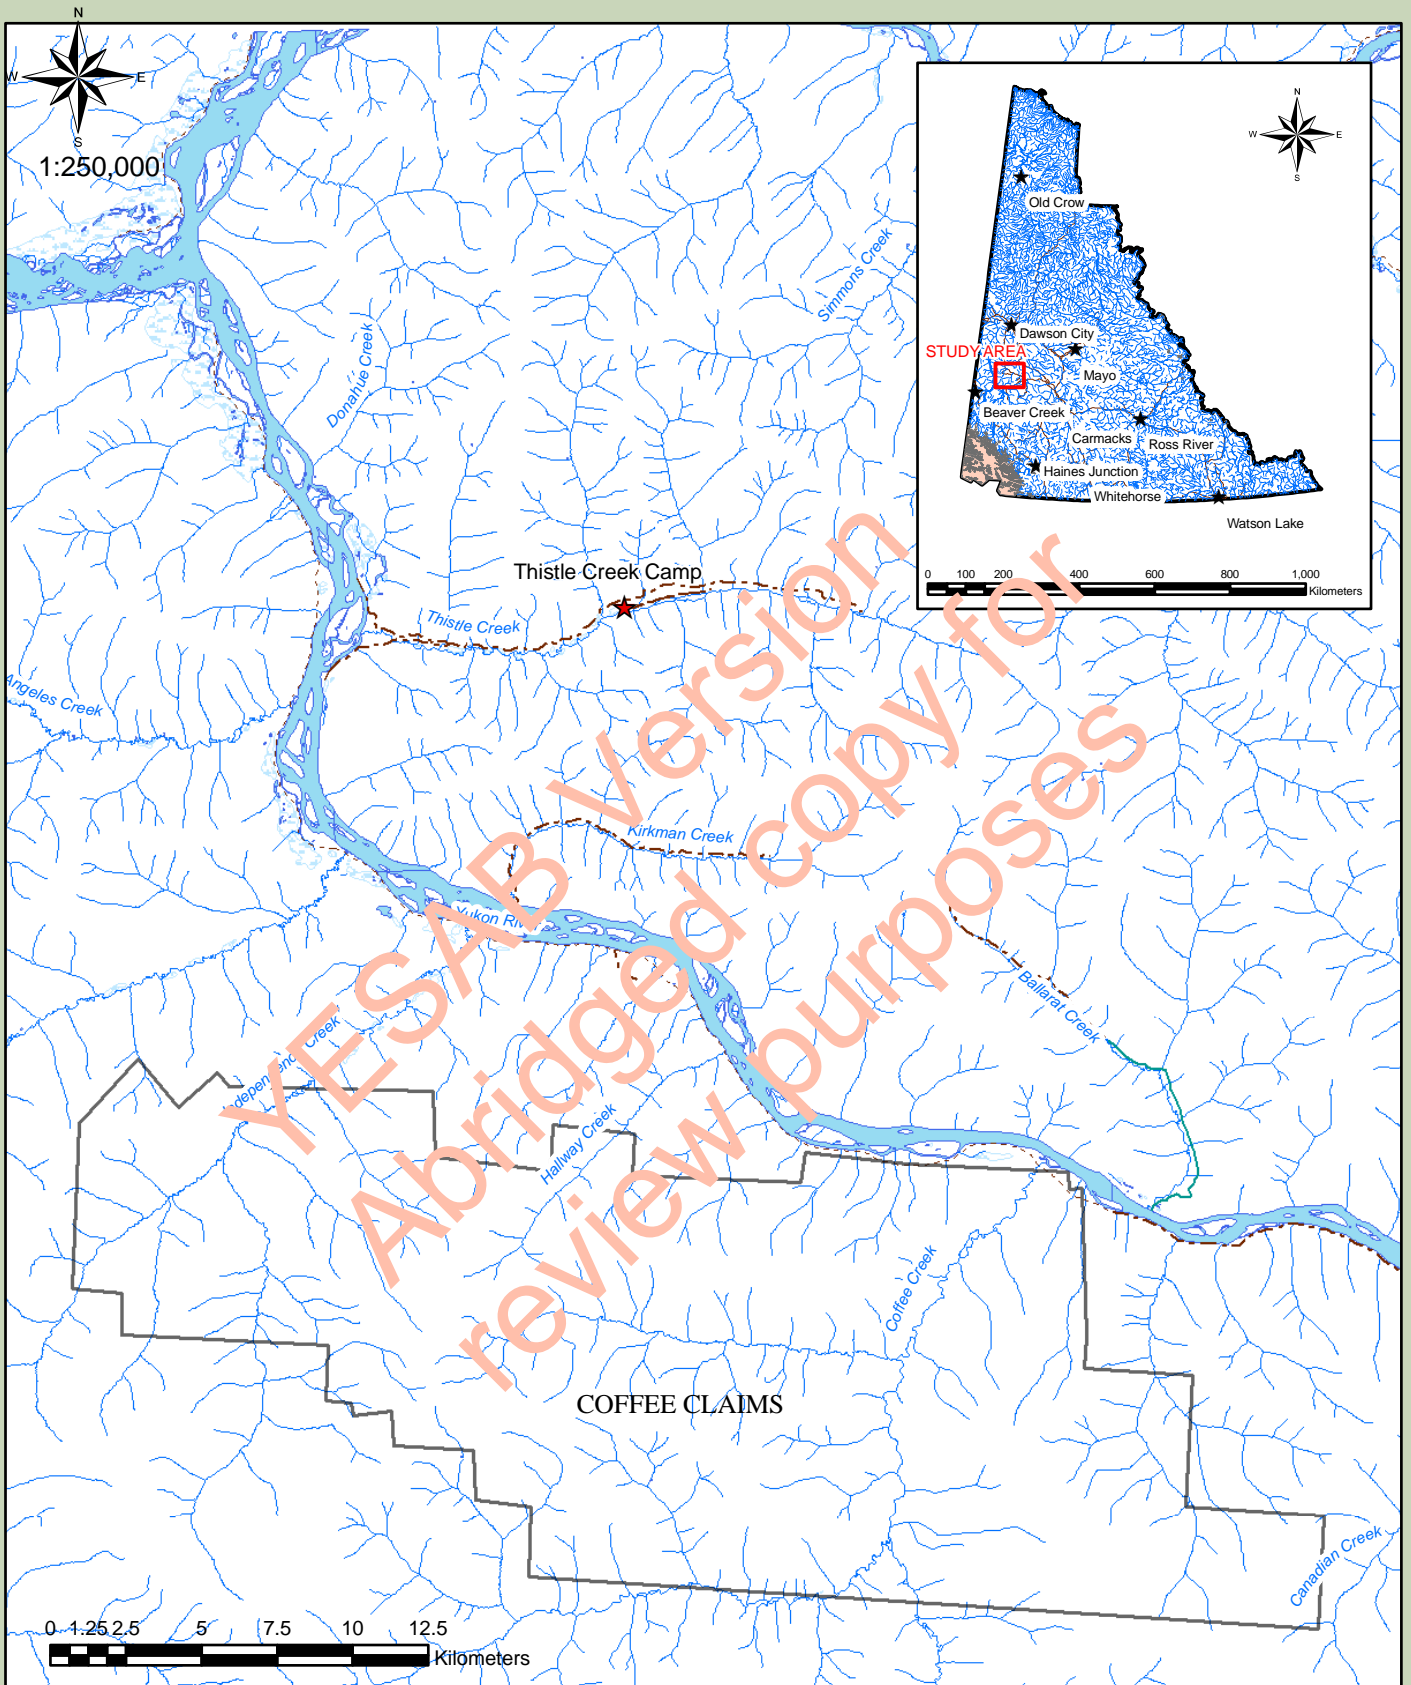 N
W E
S
1:250,000
N
W E
S
Old Crow
Dawson City
STUDY AREA
Mayo
Beaver Creek
Carmacks
Ross River
Haines Junction
Whitehorse
Watson Lake
0 100 200 400 600 800 1,000
Kilometers
Simmons Creek
Donahue Creek
Thistle Creek Camp
Thistle Creek
Angeles Creek
Kirkman Creek
Yukon River
Ballarat Creek
Independence Creek
Hallway Creek
Coffee Creek
COFFEE CLAIMS
Canadian Creek
YESAB Version
Abridged copy for
review purposes
0 1.25 2.5 5 7.5 10 12.5
Kilometers